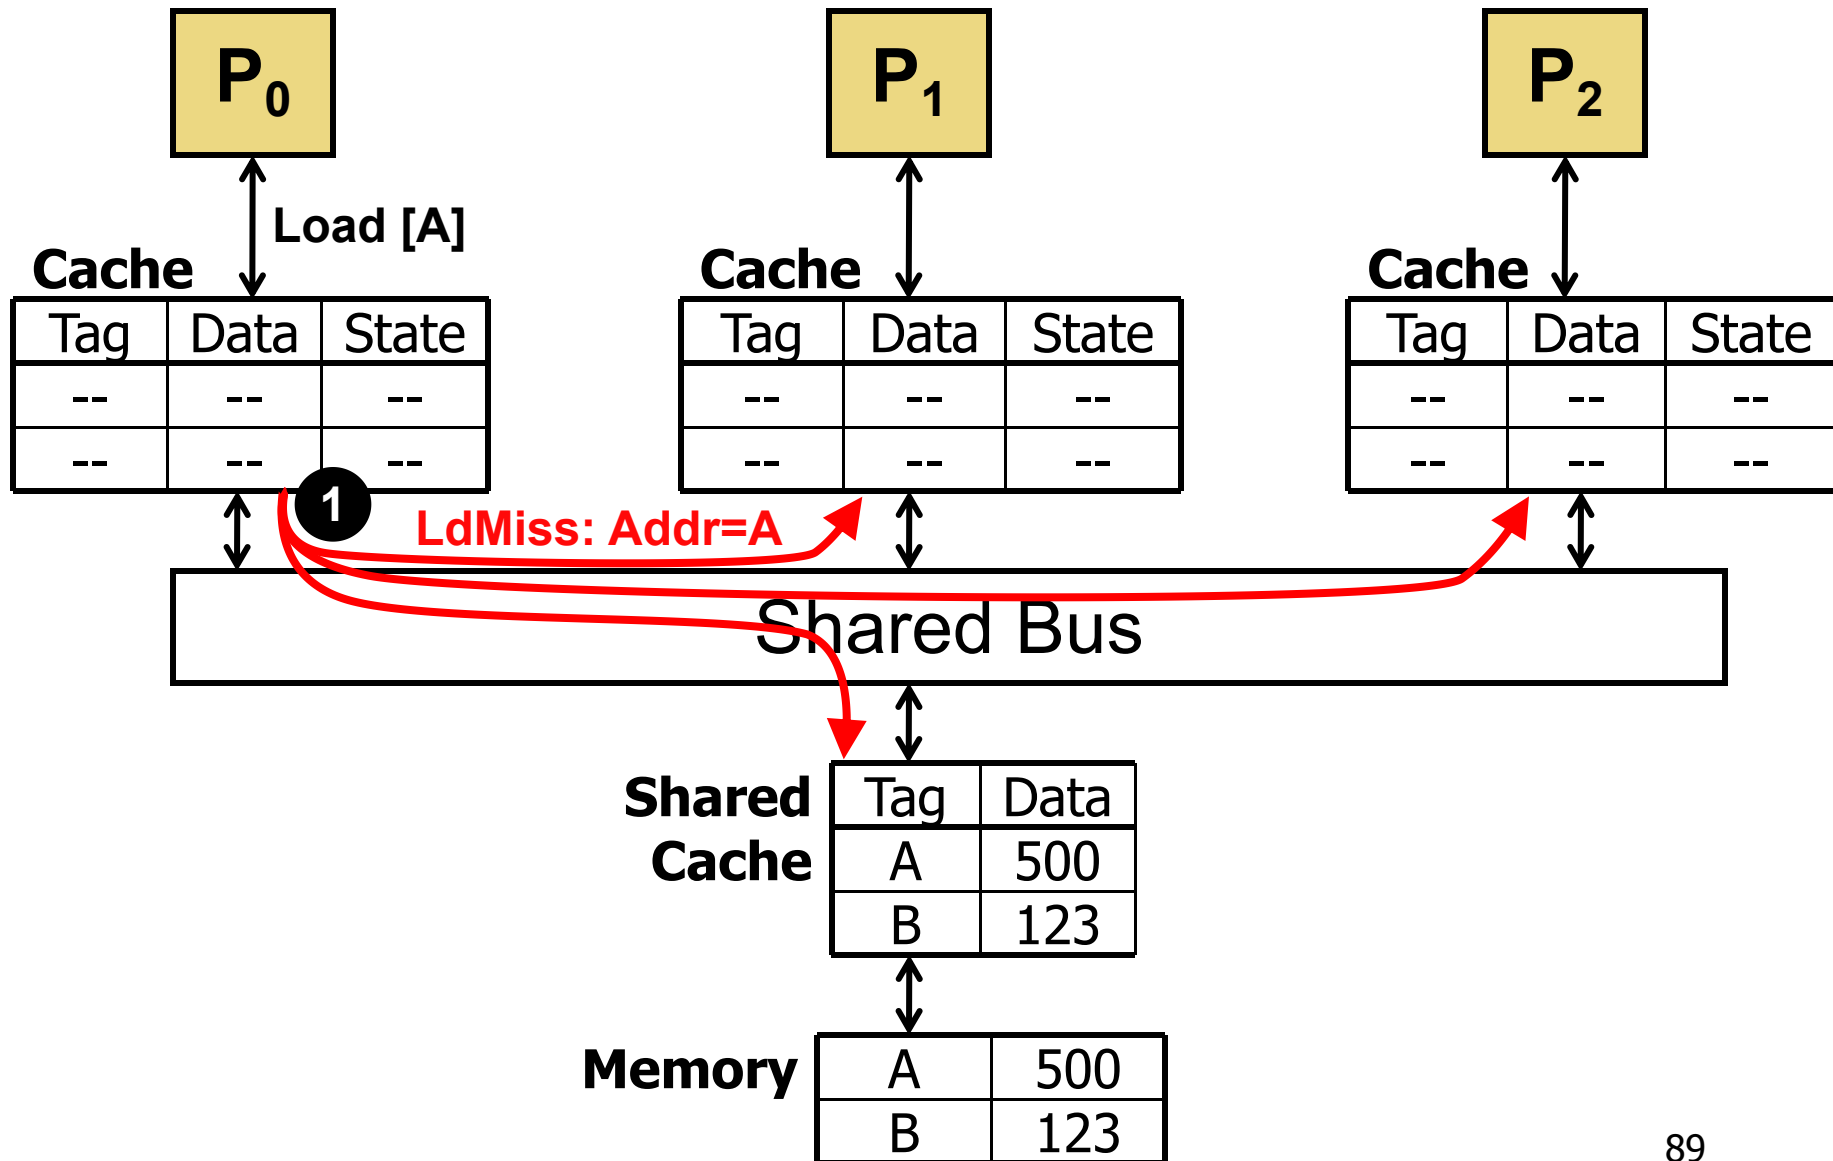 P0 P1 P2
Load [A]
Cache Cache Cache
Tag Data State Tag Data State Tag Data State
-- -- -- -- -- -- -- -- --
-- -- -- -- -- -- -- -- --
1
LdMiss: Addr=A
Shared Bus
Shared Tag Data
Cache A 500
B 123
Memory A 500
B 123
89